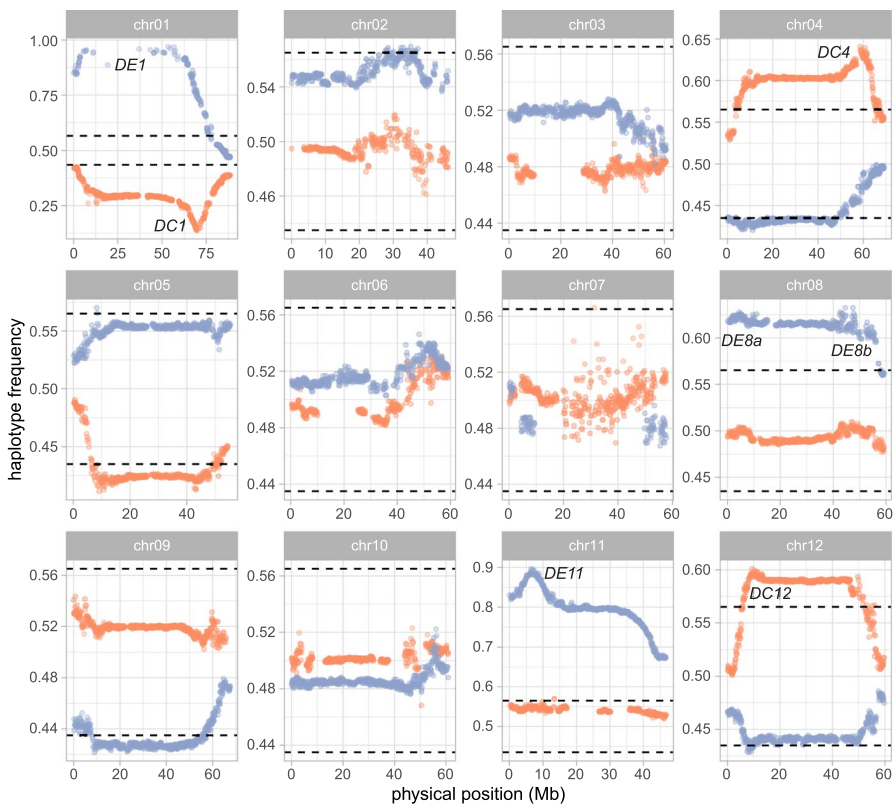 chr01
chr02
chr03
chr04
1.00
0.75
0.50
0.25
DE1
DC1
0 25 50 75
0.54
0.50
0.46
0 10 20 30 40
0.56
0.52
0.48
0.44
0 20 40 60
0.65
0.60
0.55
0.50
0.45
DC4
0 20 40 60
haplotype frequency
chr05
chr06
chr07
chr08
0.55
0.50
0.45
0 20 40
0.56
0.52
0.48
0.44
0 20 40 60
0.56
0.52
0.48
0.44
0 20 40 60
0.60
0.55
0.50
0.45
DE8a
DE8b
0 20 40 60
chr09
chr10
chr11
chr12
0.56
0.52
0.48
0.44
0 20 40 60
0.56
0.52
0.48
0.44
0 20 40 60
0.9
0.8
0.7
0.6
0.5
DE11
0 10 20 30 40
0.60
0.55
0.50
0.45
DC12
0 20 40 60
physical position (Mb)